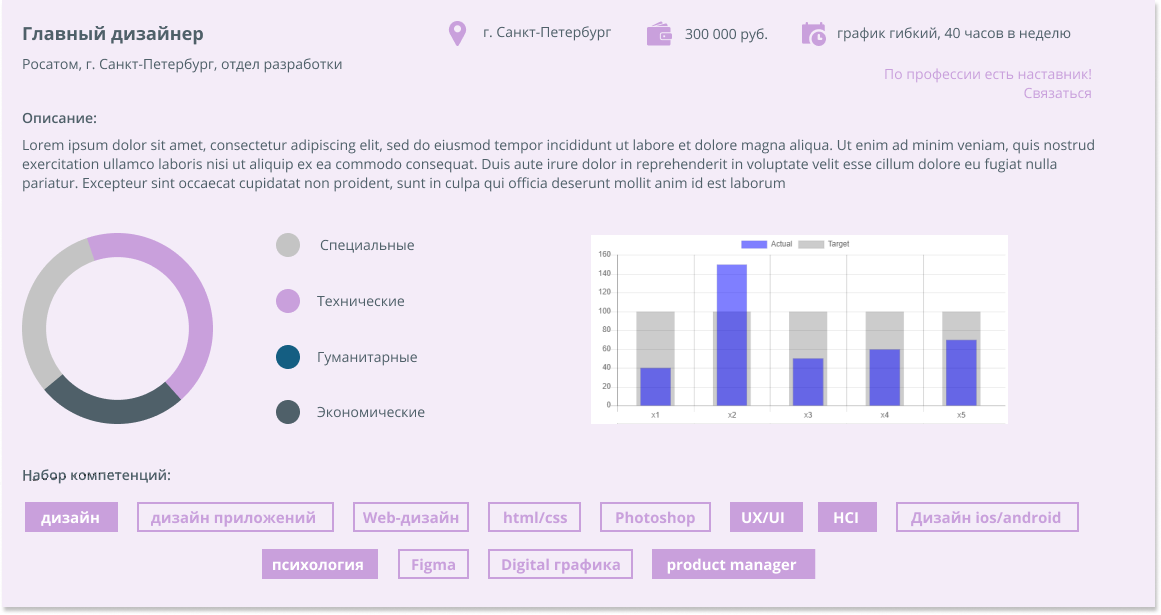 Главный дизайнер
г. Санкт-Петербург
300 000 руб.
график гибкий, 40 часов в неделю
Росатом, г. Санкт-Петербург, отдел разработки
По профессии есть наставник!
Связаться
Описание:
Lorem ipsum dolor sit amet, consectetur adipiscing elit, sed do eiusmod tempor incididunt ut labore et dolore magna aliqua. Ut enim ad minim veniam, quis nostrud
exercitation ullamco laboris nisi ut aliquip ex ea commodo consequat. Duis aute irure dolor in reprehenderit in voluptate velit esse cillum dolore eu fugiat nulla
pariatur. Excepteur sint occaecat cupidatat non proident, sunt in culpa qui officia deserunt mollit anim id est laborum
Специальные
Технические
Гуманитарные
Экономические
Actual Target
160
140
120
100
80
60
40
20
0
x1 x2 x3 x4 x5
Набор компетенций:
дизайн дизайн приложений Web-дизайн html/css Photoshop UX/UI HCI Дизайн ios/android
психология Figma Digital графика product manager